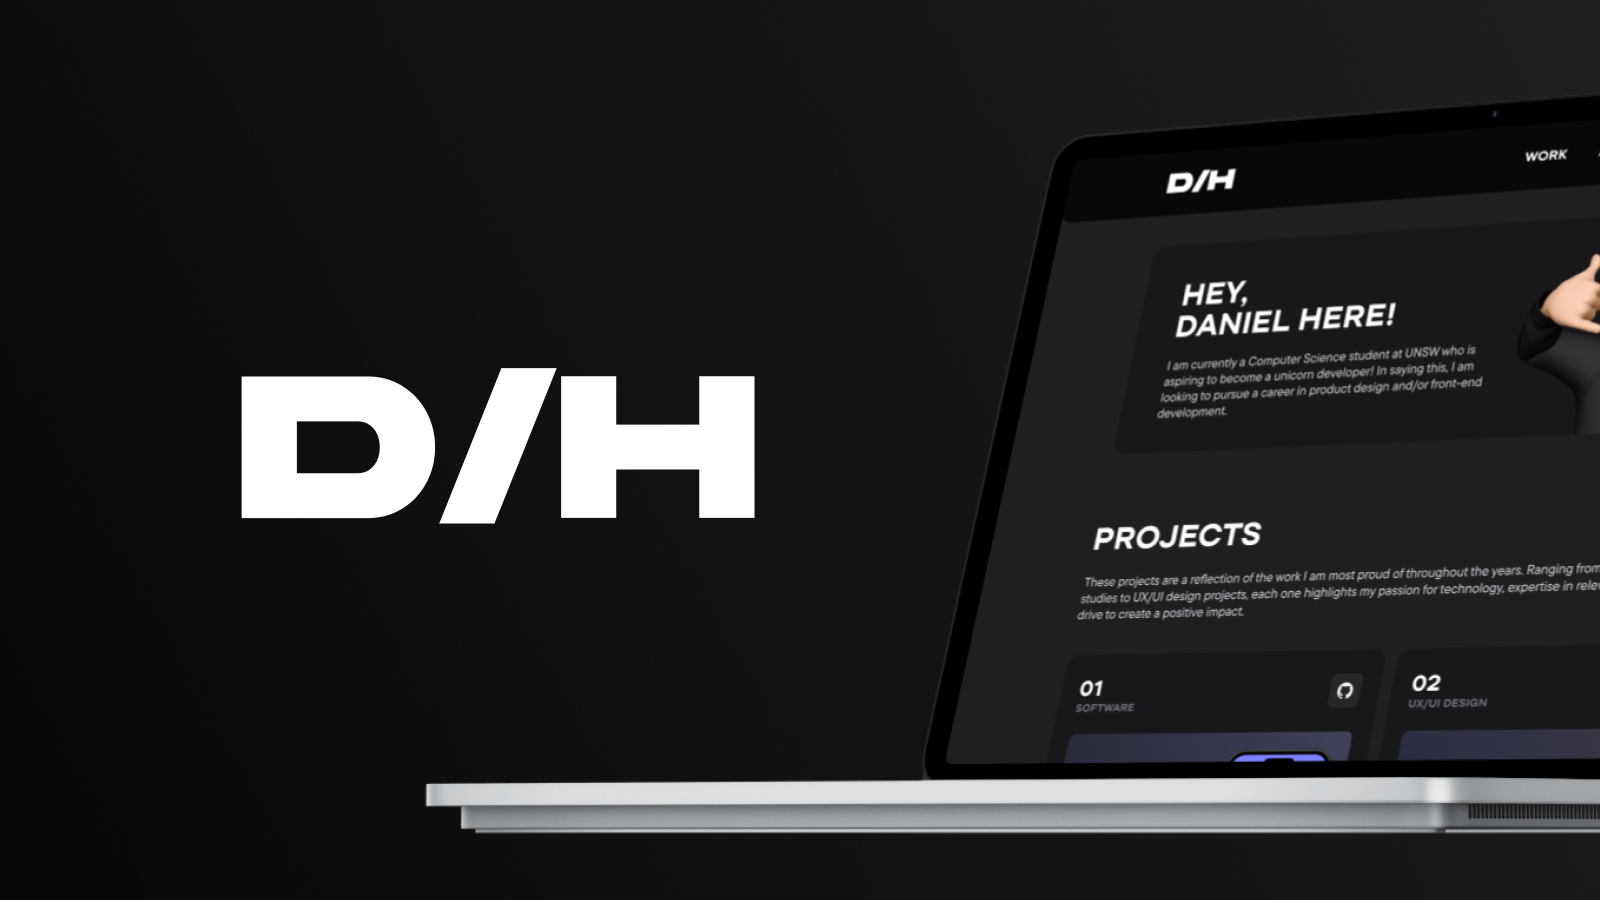 D/H
D/H
WORK
HEY,
DANIEL HERE!
I am currently a Computer Science student at UNSW who is
aspiring to become a unicorn developer! In saying this, I am
looking to pursue a career in product design and/or front-end
development.
PROJECTS
These projects are a reflection of the work I am most proud of throughout the years. Ranging from
studies to UX/UI design projects, each one highlights my passion for technology, expertise in
drive to create a positive impact.
01
SOFTWARE
02
UX/UI DESIGN